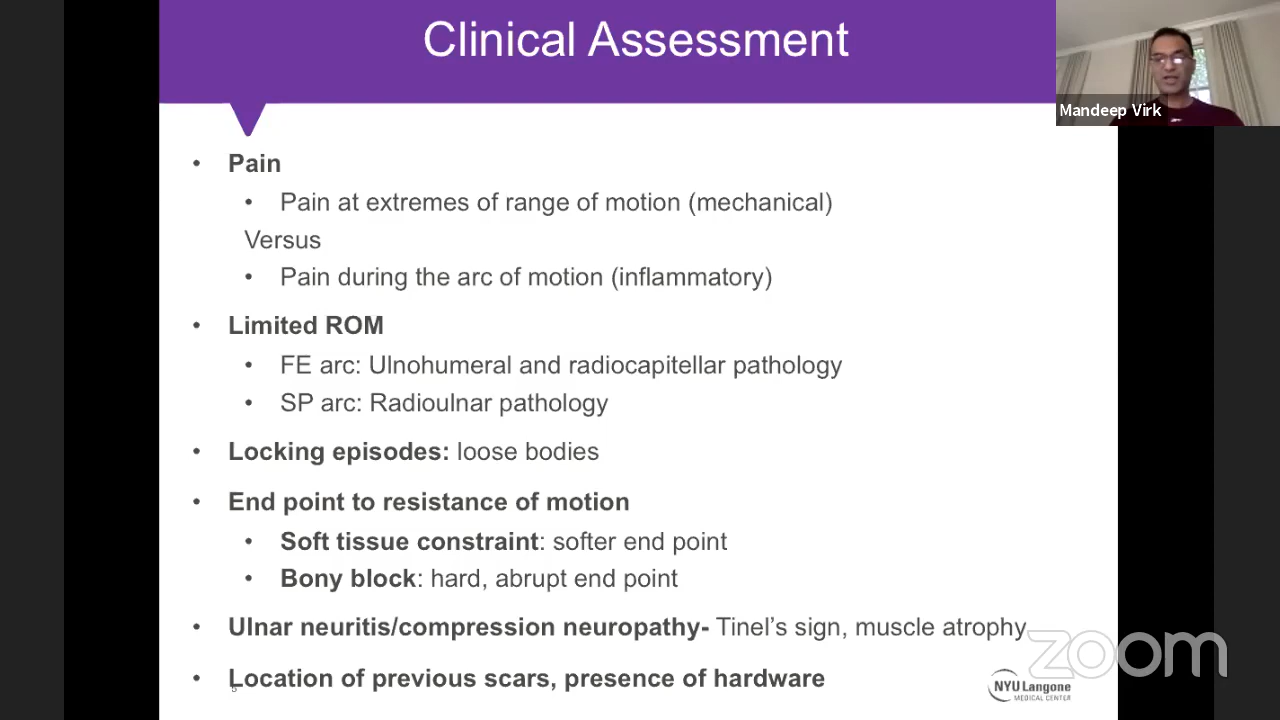 Clinical Assessment
Mandeep Virk
• Pain
• Pain at extremes of range of motion (mechanical)
Versus
• Pain during the arc of motion (inflammatory)
• Limited ROM
• FE arc: Ulnohumeral and radiocapitellar pathology
• SP arc: Radioulnar pathology
• Locking episodes: loose bodies
• End point to resistance of motion
• Soft tissue constraint: softer end point
• Bony block: hard, abrupt end point
• Ulnar neuritis/compression neuropathy- Tinel’s sign, muscle atrophy
• Location of previous scars, presence of hardware
5
NYU Langone
MEDICAL CENTER
zoom